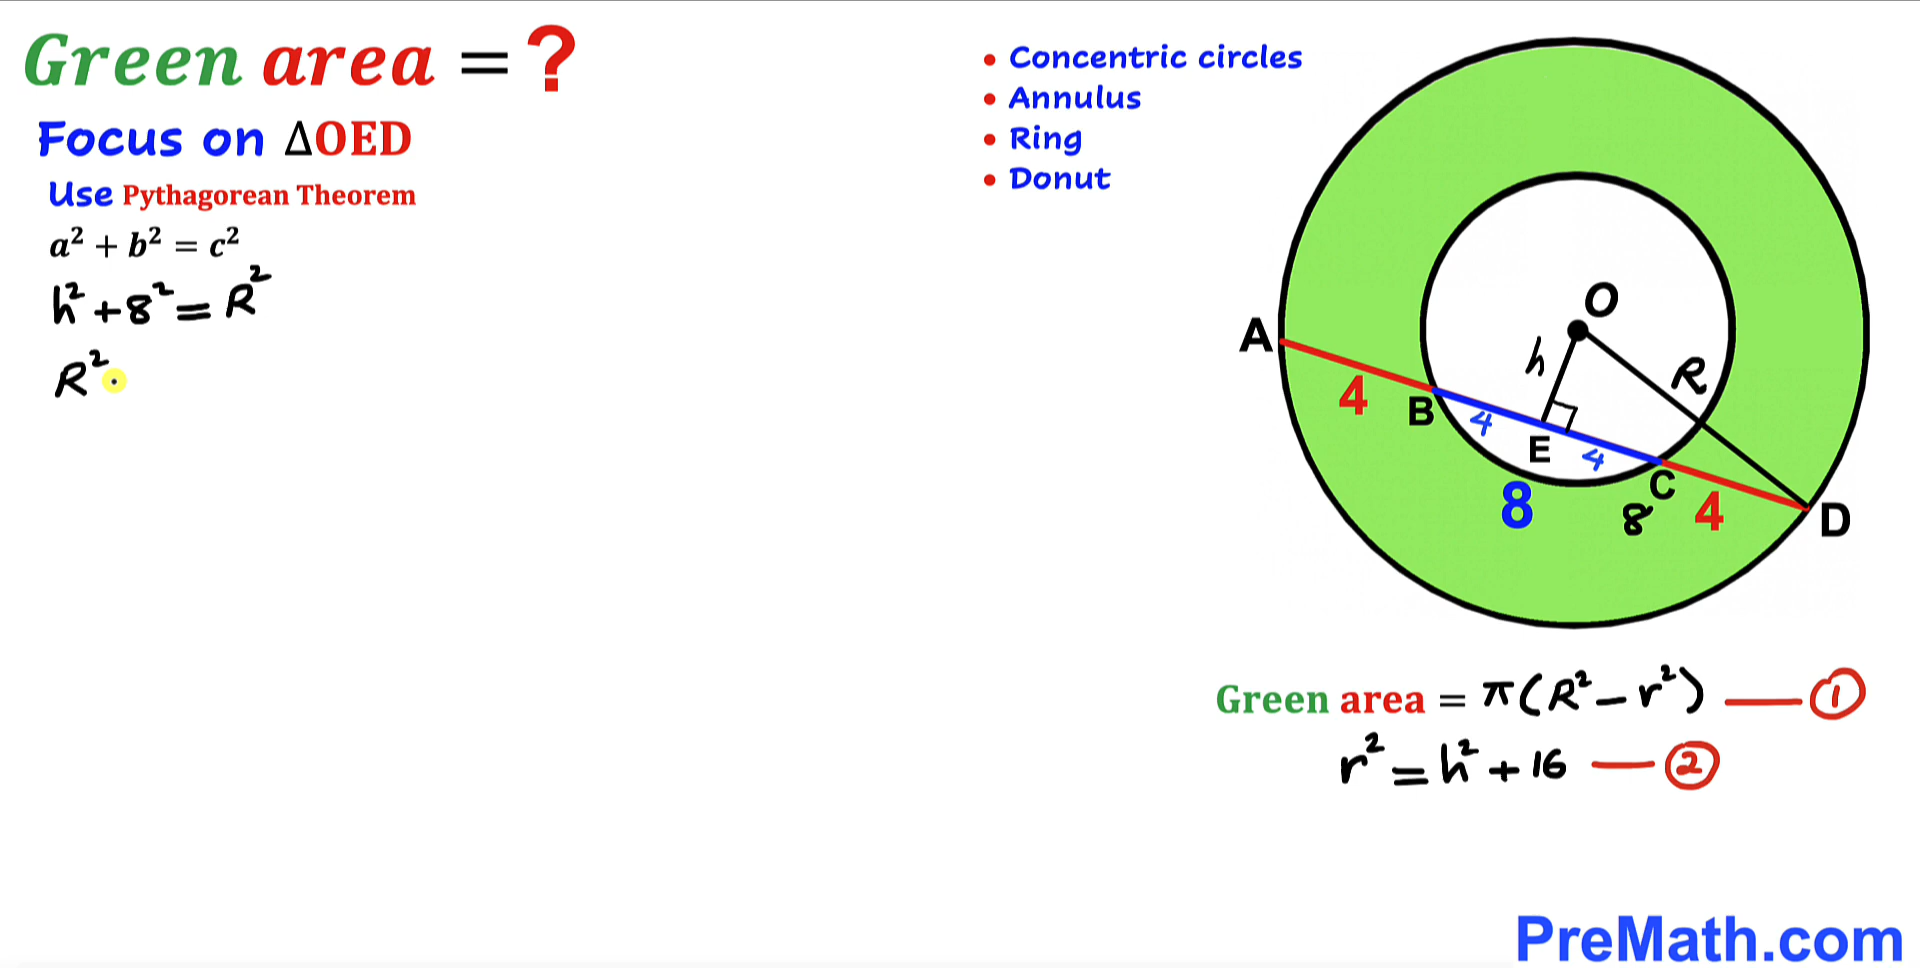 Green area = ?
Focus on ΔOED
Use Pythagorean Theorem
a² + b² = c²
h² + 8² = R²
R²
• Concentric circles
• Annulus
• Ring
• Donut
O
h
R
A
4
B
4
E
4
C
8
8
4
D
Green area = π(R² − r²) — ①
r² = h² + 16 — ②
PreMath.com